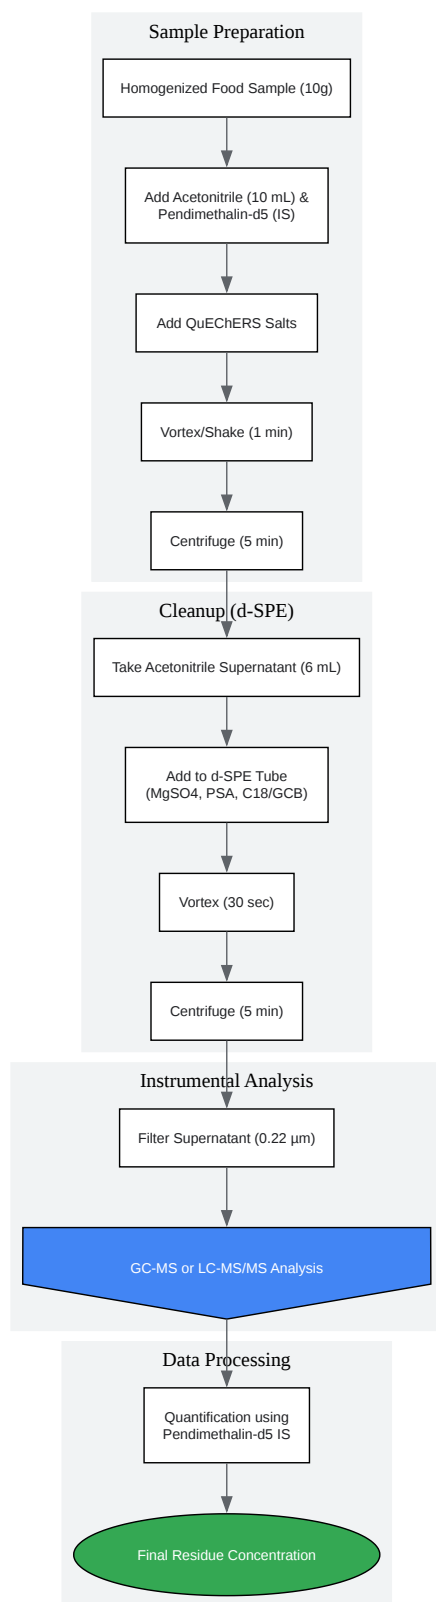 Sample Preparation
Homogenized Food Sample (10g)
Add Acetonitrile (10 mL) &
Pendimethalin-d5 (IS)
Add QuEChERS Salts
Vortex/Shake (1 min)
Centrifuge (5 min)
Cleanup (d-SPE)
Take Acetonitrile Supernatant (6 mL)
Add to d-SPE Tube
(MgSO4, PSA, C18/GCB)
Vortex (30 sec)
Centrifuge (5 min)
Instrumental Analysis
Filter Supernatant (0.22 µm)
GC-MS or LC-MS/MS Analysis
Data Processing
Quantification using
Pendimethalin-d5 IS
Final Residue Concentration